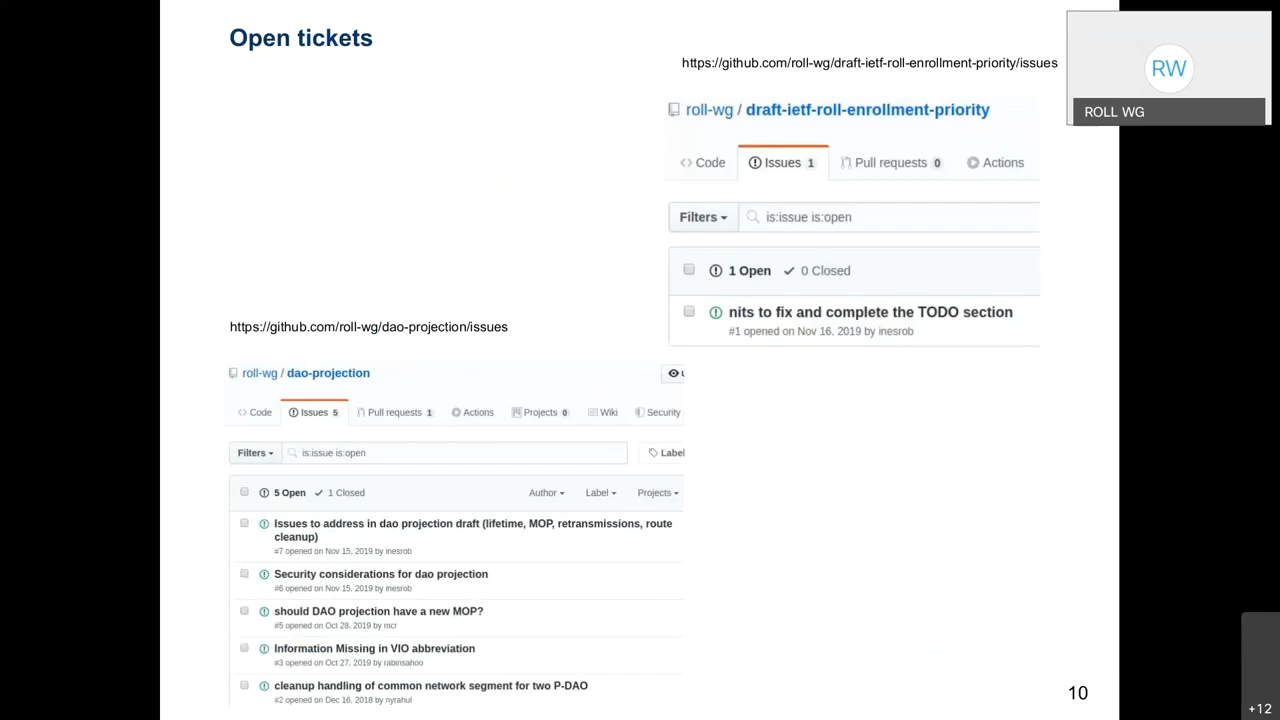 Open tickets
https://github.com/roll-wg/draft-ietf-roll-enrollment-priority/issues
RW
ROLL WG
roll-wg / draft-ietf-roll-enrollment-priority
Code Issues 1 Pull requests 0 Actions
Filters is:issue is:open
1 Open 0 Closed
nits to fix and complete the TODO section
#1 opened on Nov 16, 2019 by inesrob
https://github.com/roll-wg/dao-projection/issues
roll-wg / dao-projection
Code Issues 5 Pull requests 1 Actions Projects 0 Wiki Security
Filters is:issue is:open Label
5 Open 1 Closed Author Label Projects
Issues to address in dao projection draft (lifetime, MOP, retransmissions, route
cleanup)
#7 opened on Nov 15, 2019 by inesrob
Security considerations for dao projection
#6 opened on Nov 15, 2019 by inesrob
should DAO projection have a new MOP?
#5 opened on Oct 28, 2019 by mcr
Information Missing in VIO abbreviation
#3 opened on Oct 27, 2019 by rabinsahoo
cleanup handling of common network segment for two P-DAO
#2 opened on Dec 16, 2018 by nyrahul
10
+12